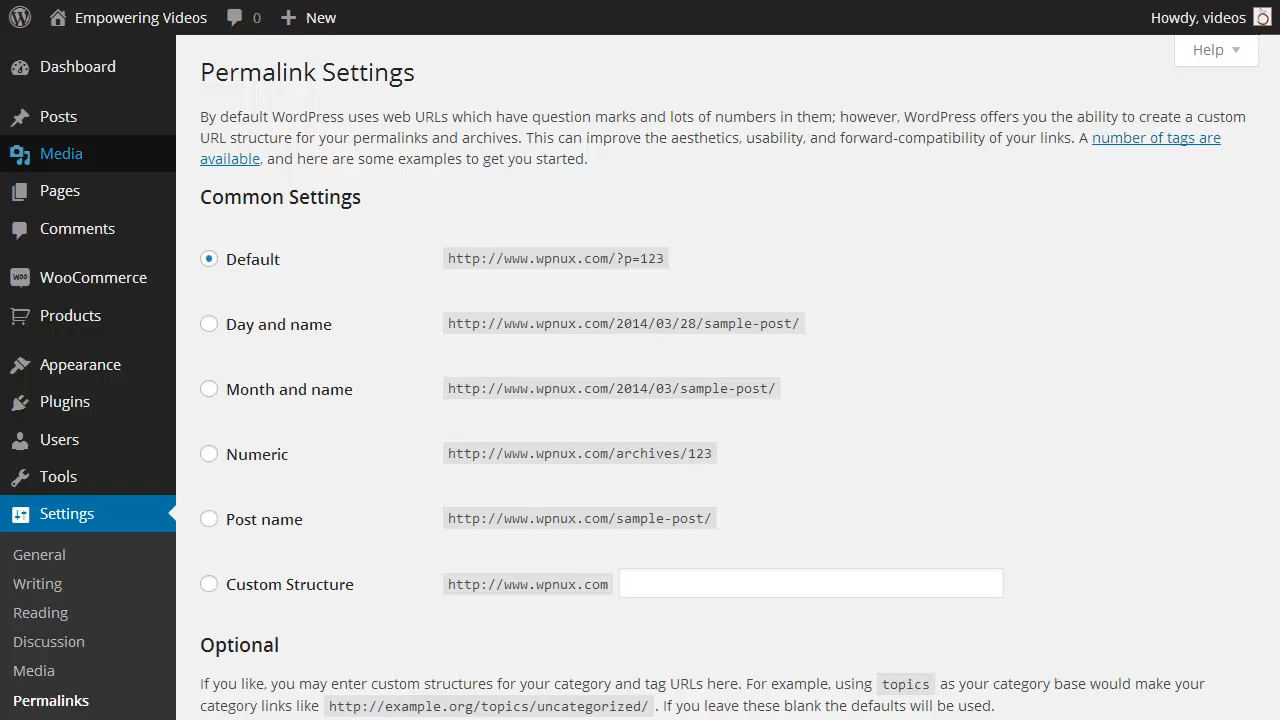 Empowering Videos 0 New Howdy, videos
Help
Dashboard
Posts
Media
Pages
Comments
WOO WooCommerce
Products
Appearance
Plugins
Users
Tools
Settings
General
Writing
Reading
Discussion
Media
Permalinks
Permalink Settings
By default WordPress uses web URLs which have question marks and lots of numbers in them; however, WordPress offers you the ability to create a custom
URL structure for your permalinks and archives. This can improve the aesthetics, usability, and forward-compatibility of your links. A number of tags are
available, and here are some examples to get you started.
Common Settings
Default http://www.wpnux.com/?p=123
Day and name http://www.wpnux.com/2014/03/28/sample-post/
Month and name http://www.wpnux.com/2014/03/sample-post/
Numeric http://www.wpnux.com/archives/123
Post name http://www.wpnux.com/sample-post/
Custom Structure http://www.wpnux.com
Optional
If you like, you may enter custom structures for your category and tag URLs here. For example, using topics as your category base would make your
category links like http://example.org/topics/uncategorized/ . If you leave these blank the defaults will be used.